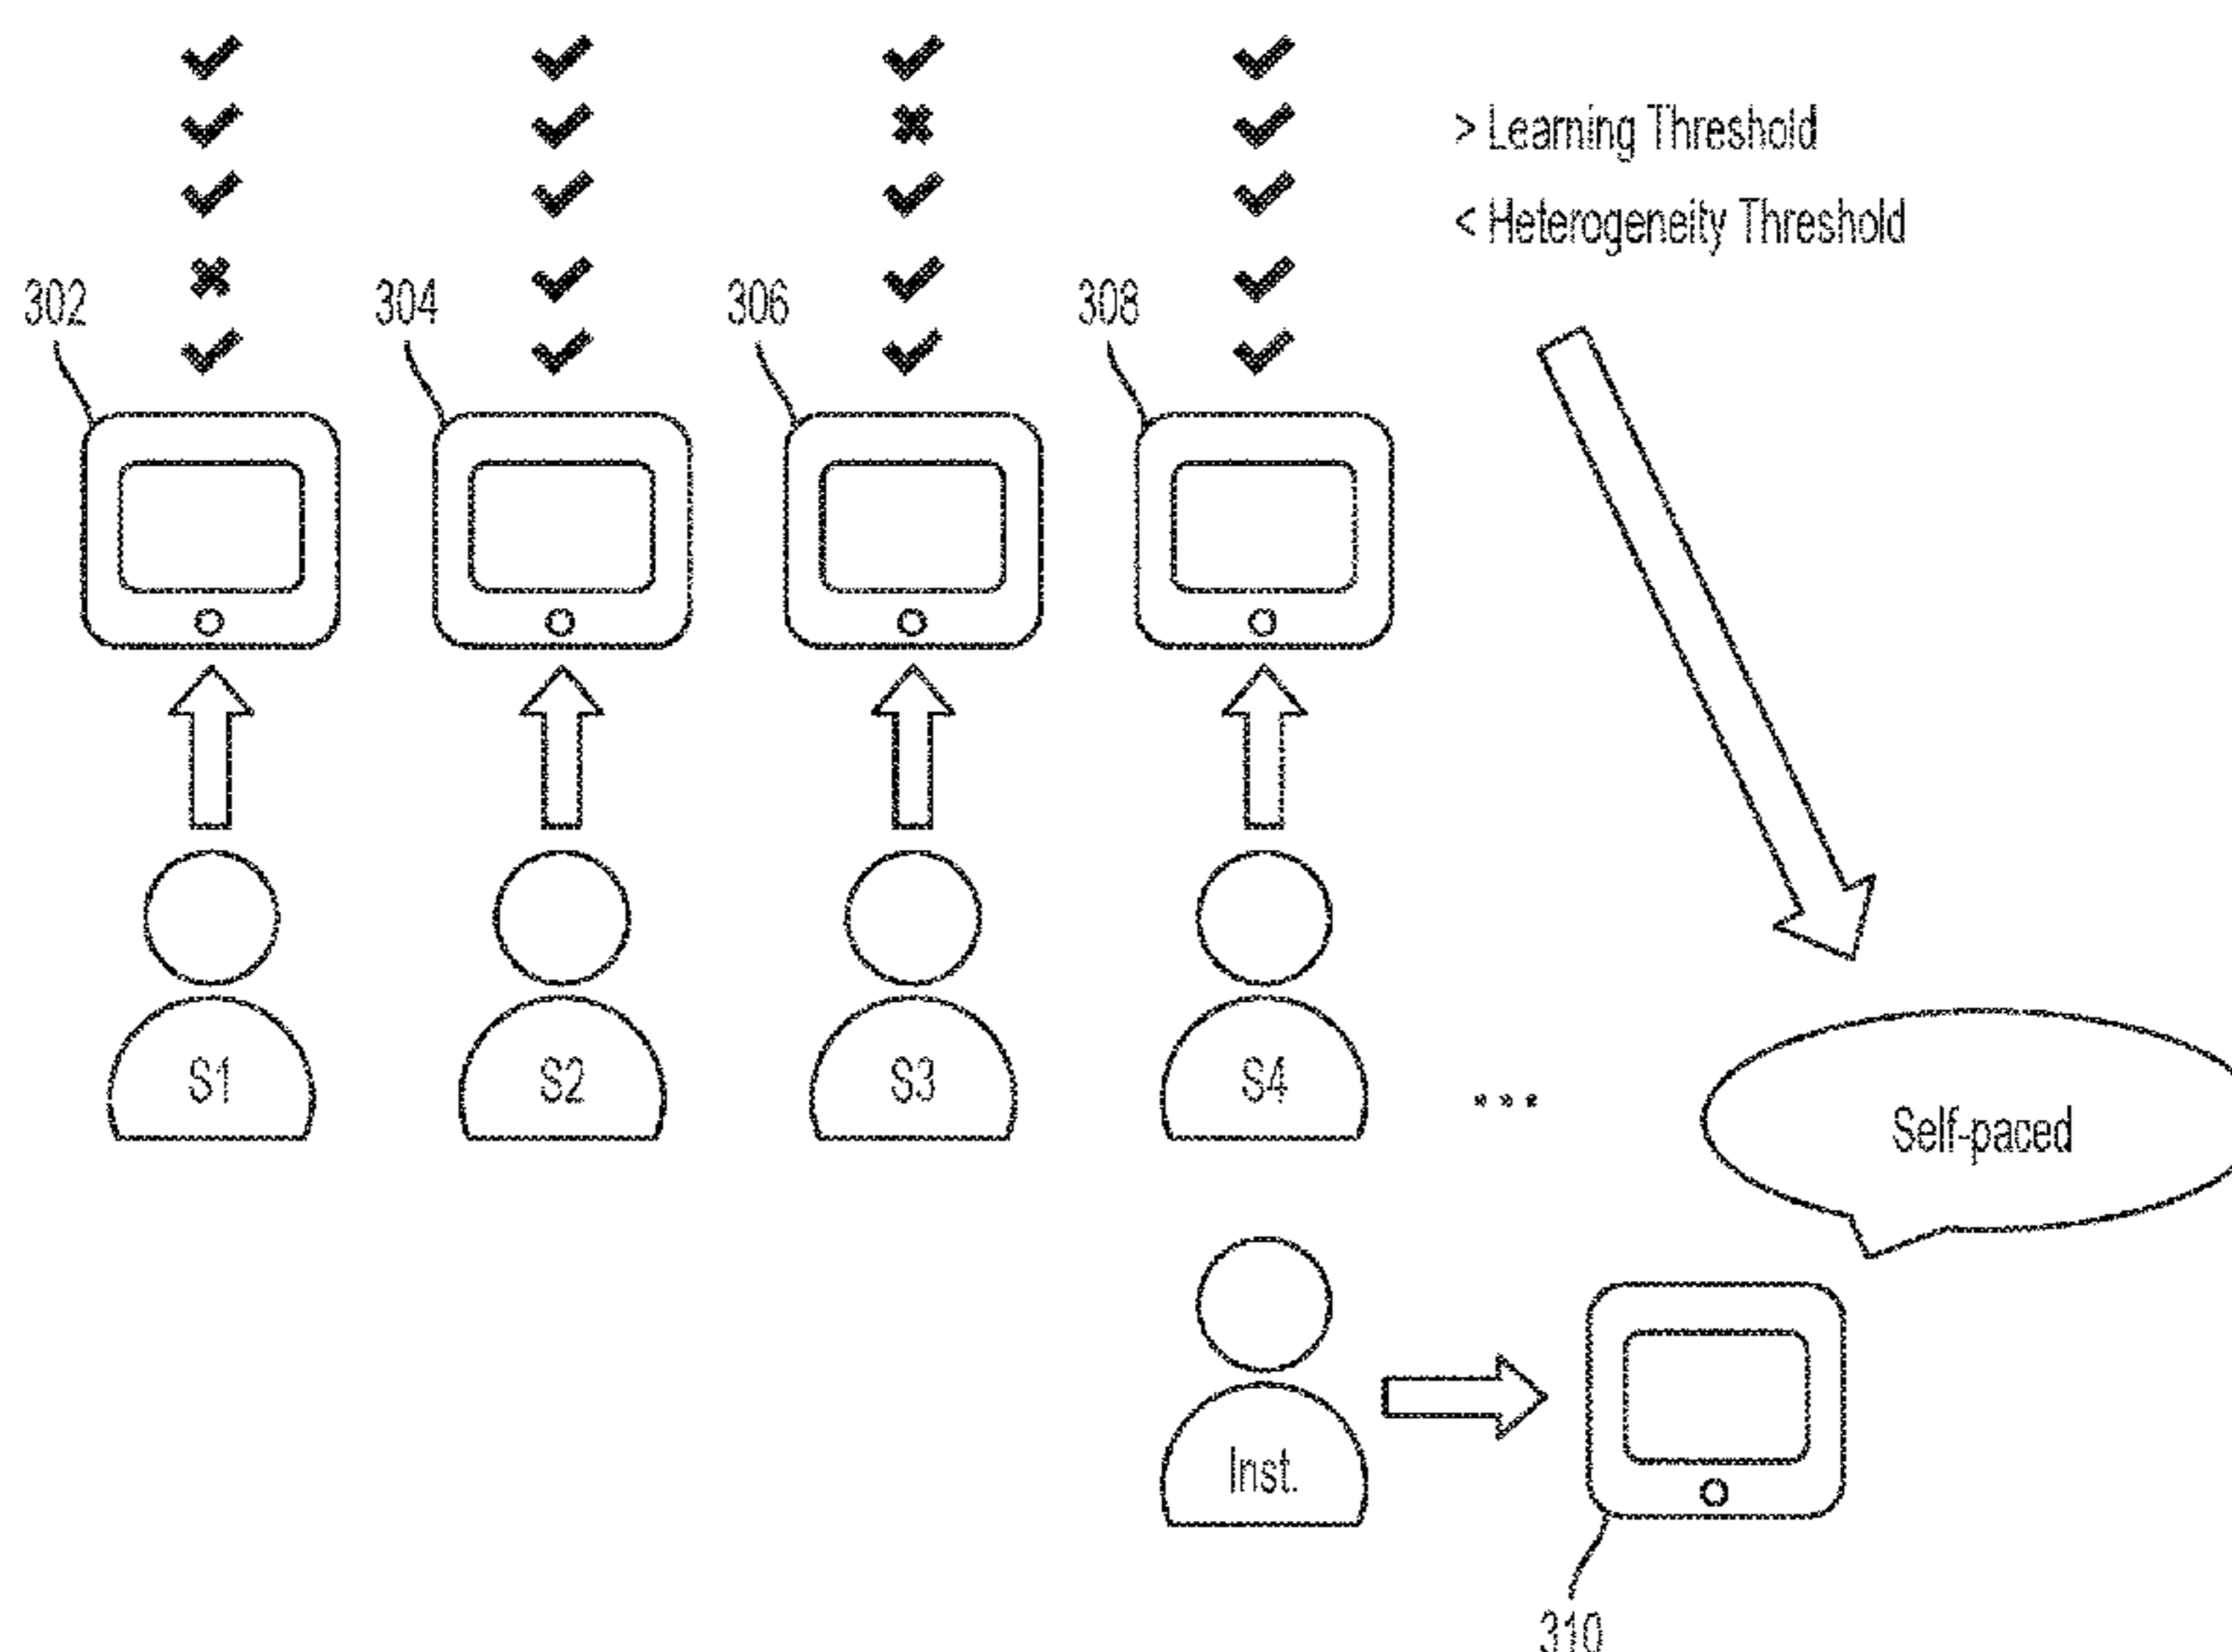 > Learning Threshold
< Heterogeneity Threshold
302
304
306
308
S1
S2
S3
S4
...
Self-paced
Inst.
310